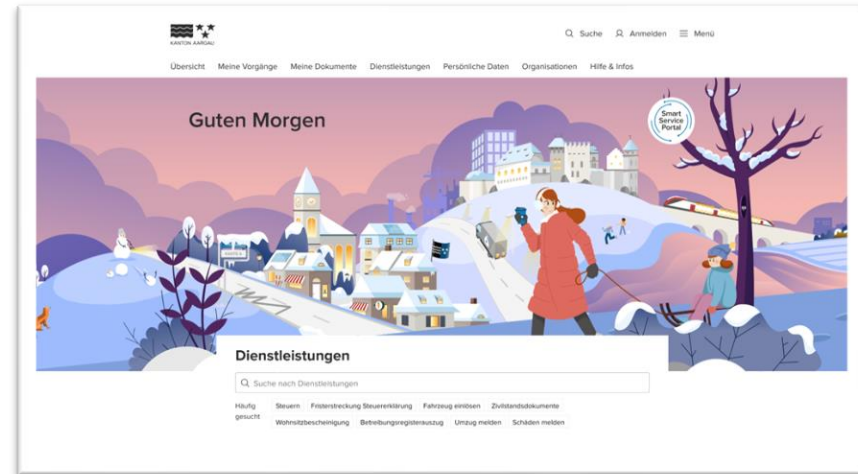 KANTON AARGAU
Suche Anmelden Menü
Übersicht Meine Vorgänge Meine Dokumente Dienstleistungen Persönliche Daten Organisationen Hilfe & Infos
Guten Morgen
Smart
Service
Portal
Dienstleistungen
Suche nach Dienstleistungen
Häufig gesucht
Steuern Fristerstreckung Steuererklärung Fahrzeug einlösen Zivilstandsdokumente
Wohnsitzbescheinigung Betreibungsregisterauszug Umzug melden Schäden melden